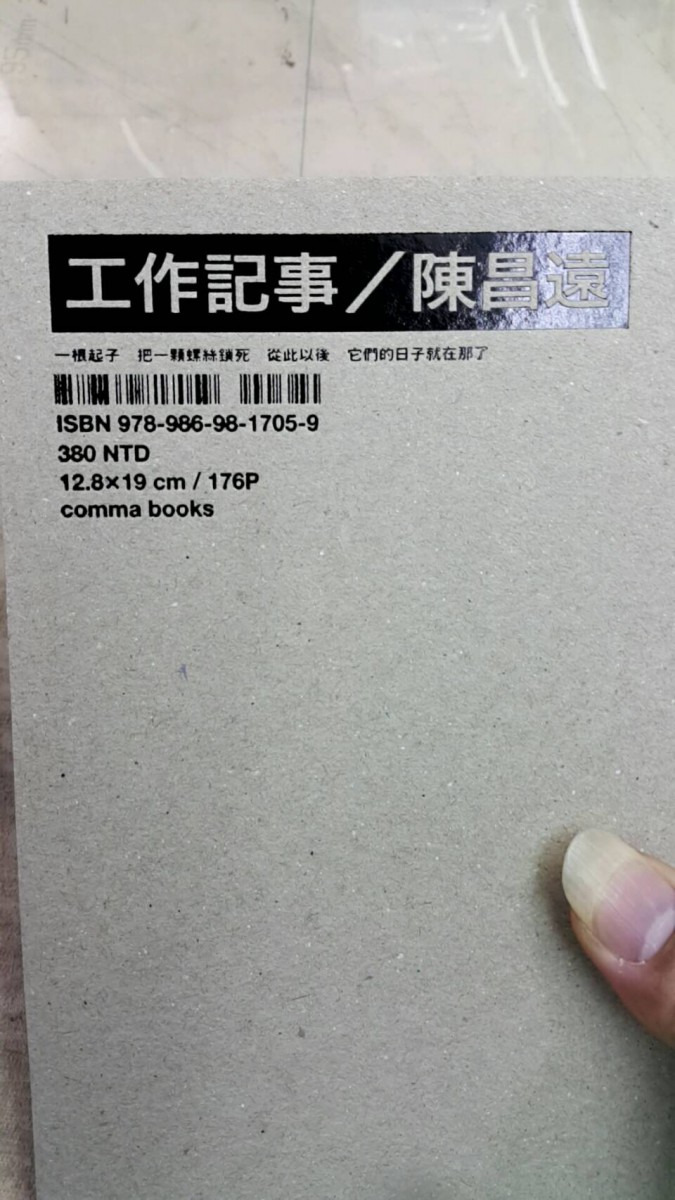 工作記事／陳昌遠
一根起子 把一顆螺絲鎖死 從此以後 它們的日子就在那了
ISBN 978-986-98-1705-9
380 NTD
12.8×19 cm / 176P
comma books